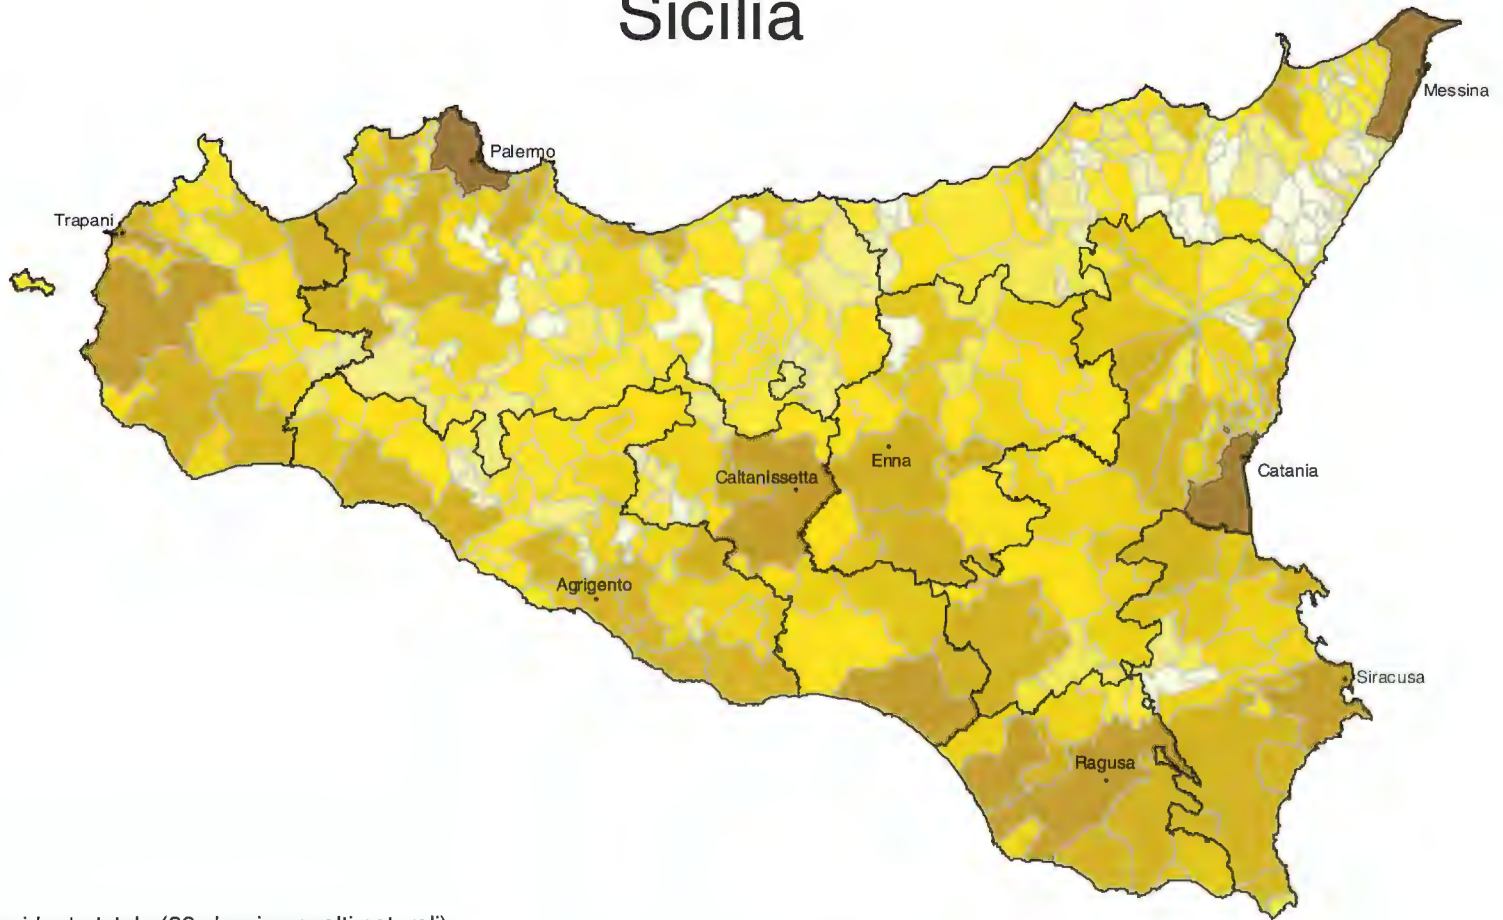 Sicilia
Messina
Palermo
Trapani
Enna
Caltanissetta
Catania
Agrigento
Siracusa
Ragusa